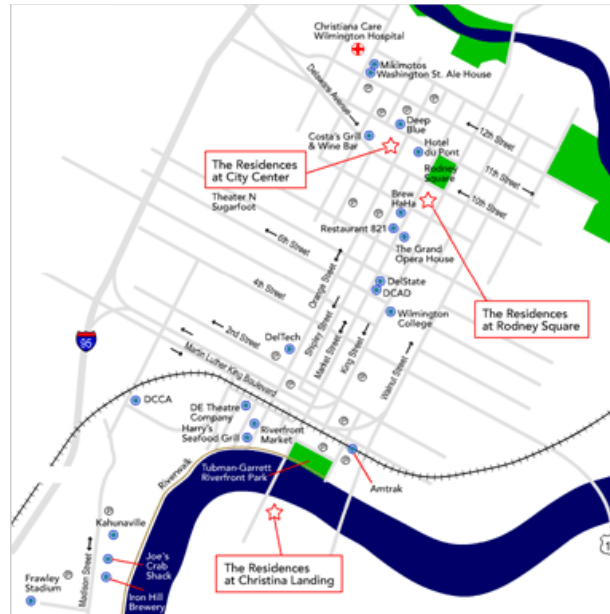 Christiana Care
Wilmington Hospital
Mikimotos
Washington St. Ale House
Delaware Avenue
Deep
Blue
12th Street
Costa's Grill
& Wine Bar
Hotel
du Pont
11th Street
The Residences
at City Center
Rodney
Square
10th Street
Theater N
Sugarfoot
Brew
HaHa
Restaurant 821
The Grand
Opera House
6th Street
Orange Street
4th Street
DelState
DCAD
The Residences
at Rodney Square
Wilmington
College
2nd Street
DelTech
Shipley Street
Market Street
King Street
Walnut Street
95
Martin Luther King Boulevard
DCCA
DE Theatre
Company
Harry's
Seafood Grill
Riverfront
Market
Riverwalk
Tubman-Garrett
Riverfront Park
Amtrak
Kahunaville
Joe's
Crab
Shack
The Residences
at Christina Landing
Madison Street
Frawley
Stadium
Iron Hill
Brewery